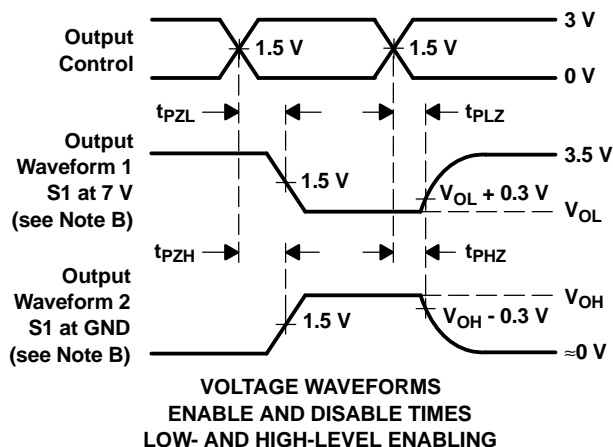 Output
Control
1.5 V
1.5 V
3 V
0 V
tPZL
tPLZ
Output
Waveform 1
S1 at 7 V
(see Note B)
1.5 V
VOL + 0.3 V
3.5 V
VOL
tPZH
tPHZ
Output
Waveform 2
S1 at GND
(see Note B)
1.5 V
VOH - 0.3 V
VOH
≈0 V
VOLTAGE WAVEFORMS
ENABLE AND DISABLE TIMES
LOW- AND HIGH-LEVEL ENABLING